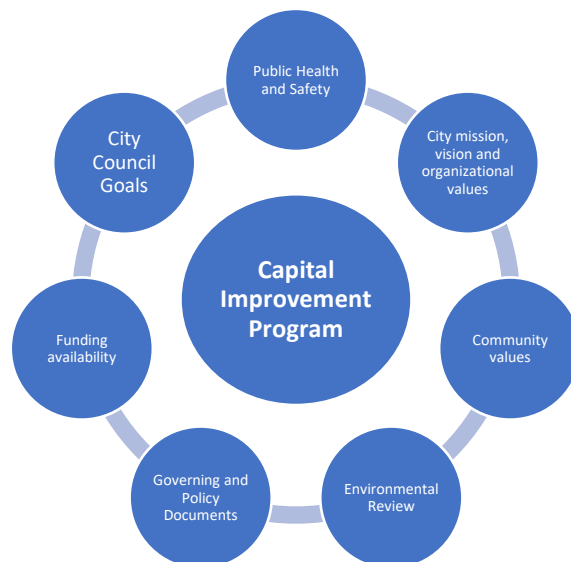 Public Health
and Safety
City
Council
Goals
City mission,
vision and
organizational
values
Capital
Improvement
Program
Funding
availability
Community
values
Governing and
Policy
Documents
Environmental
Review